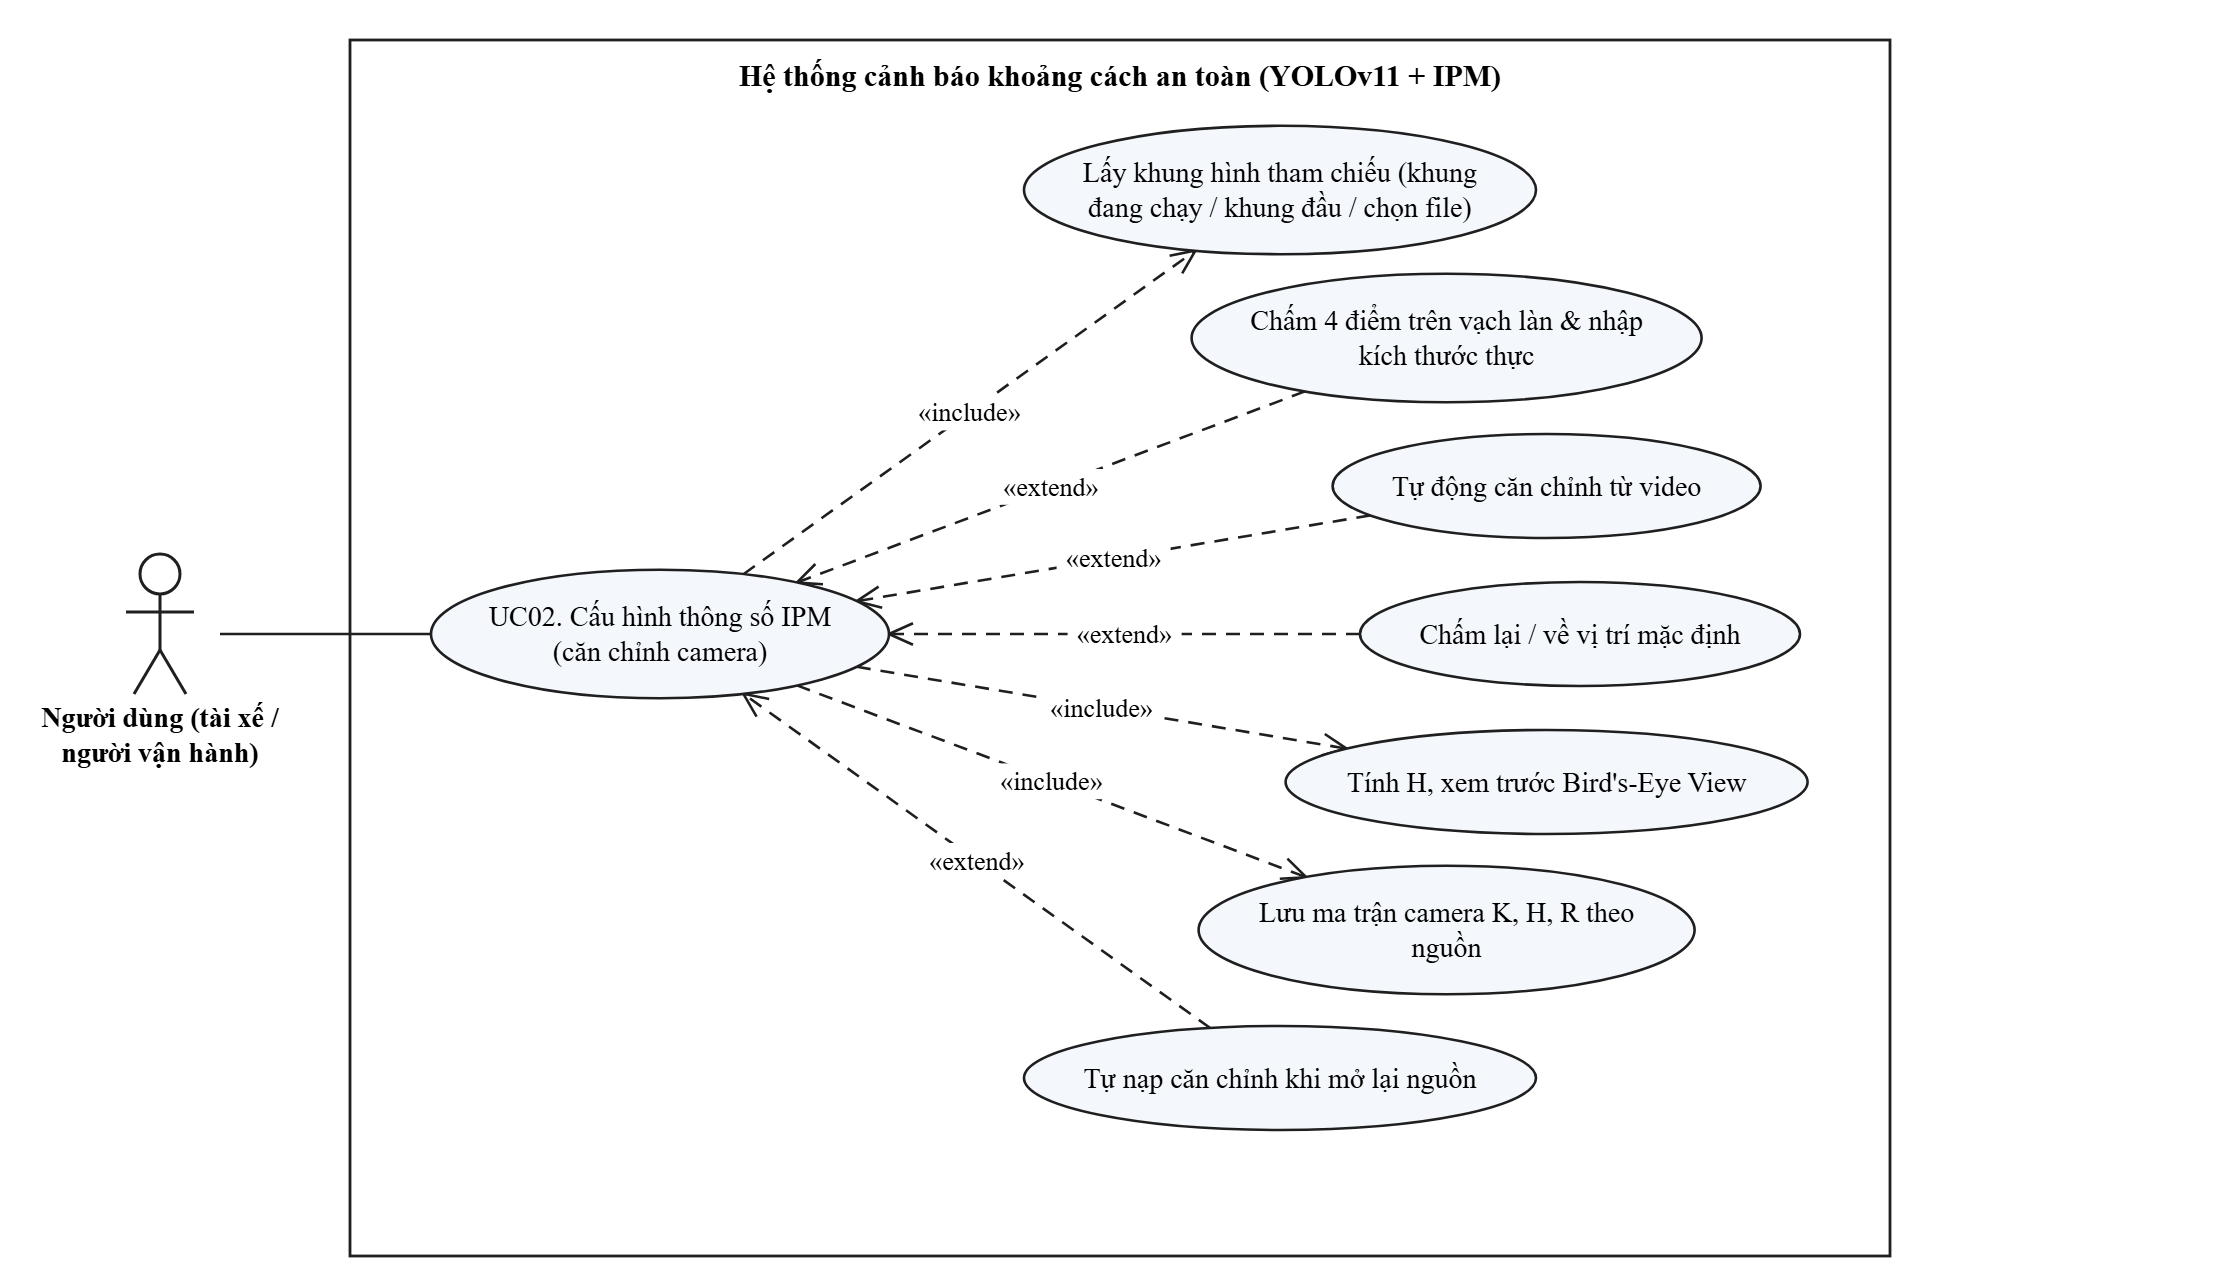 Hệ thống cảnh báo khoảng cách an toàn (YOLOv11 + IPM)
Lấy khung hình tham chiếu (khung
đang chạy / khung đầu / chọn file)
Chấm 4 điểm trên vạch làn & nhập
kích thước thực
«include»
«extend»
Tự động căn chỉnh từ video
«extend»
UC02. Cấu hình thông số IPM
(căn chỉnh camera)
«extend»
Chấm lại / về vị trí mặc định
Người dùng (tài xế /
người vận hành)
«include»
«include»
Tính H, xem trước Bird's-Eye View
«extend»
Lưu ma trận camera K, H, R theo
nguồn
Tự nạp căn chỉnh khi mở lại nguồn